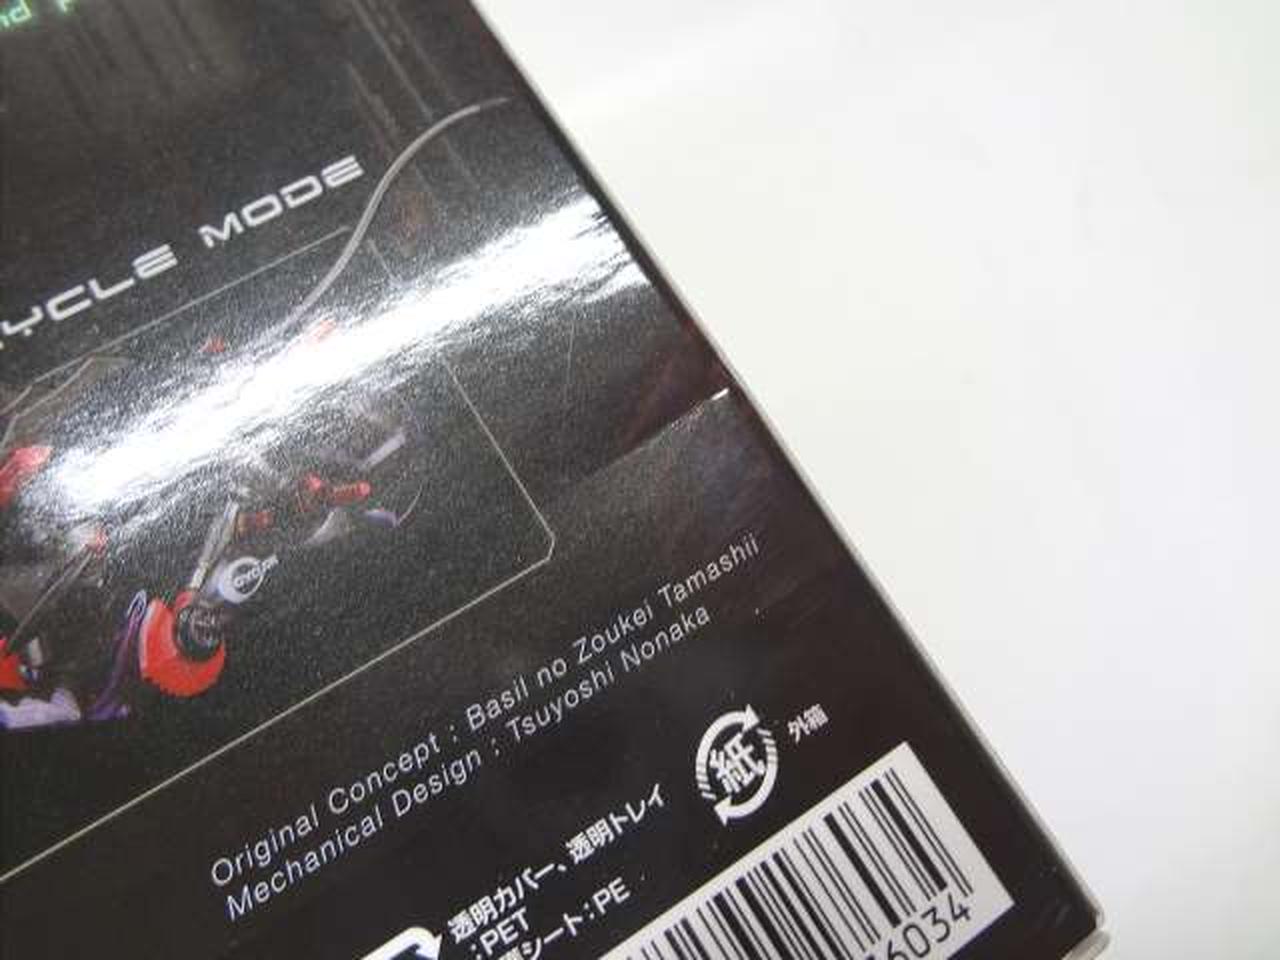 MODE
Original Concept : Basil no Zoukei Tamashii
Mechanical Design : Tsuyoshi Nonaka
紙
外箱
透明カバー、透明トレイ
:PET
シート:PE
6034